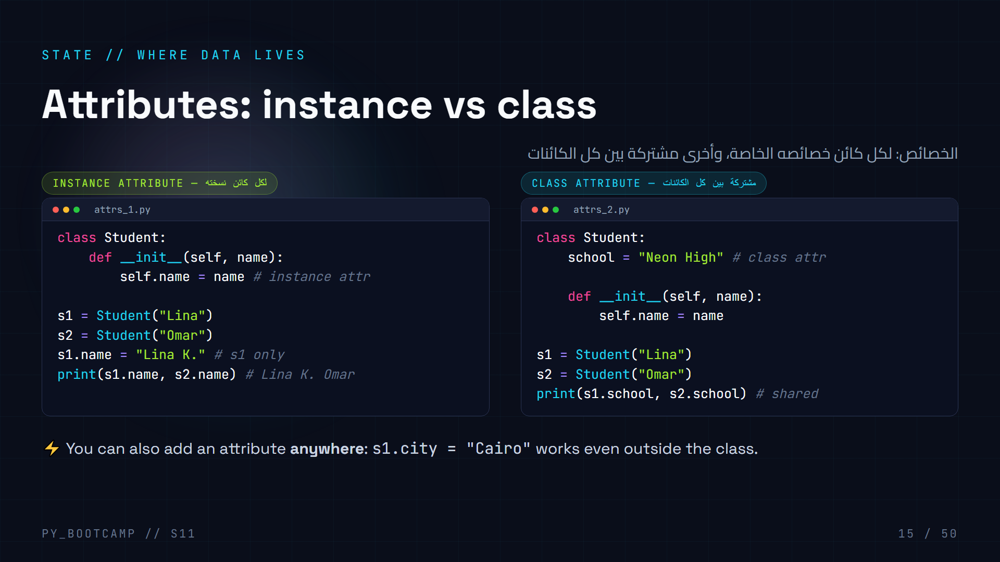 STATE // WHERE DATA LIVES
Attributes: instance vs class
الخصائص: لكل كائن خصائصه الخاصة، وأخرى مشتركة بين كل الكائنات
INSTANCE ATTRIBUTE — لكل كائن نسخته
attrs_1.py
class Student:
    def __init__(self, name):
        self.name = name # instance attr

s1 = Student("Lina")
s2 = Student("Omar")
s1.name = "Lina K." # s1 only
print(s1.name, s2.name) # Lina K. Omar
CLASS ATTRIBUTE — مشتركة بين كل الكائنات
attrs_2.py
class Student:
    school = "Neon High" # class attr

    def __init__(self, name):
        self.name = name

s1 = Student("Lina")
s2 = Student("Omar")
print(s1.school, s2.school) # shared
⚡ You can also add an attribute anywhere: s1.city = "Cairo" works even outside the class.
PY_BOOTCAMP // S11
15 / 50